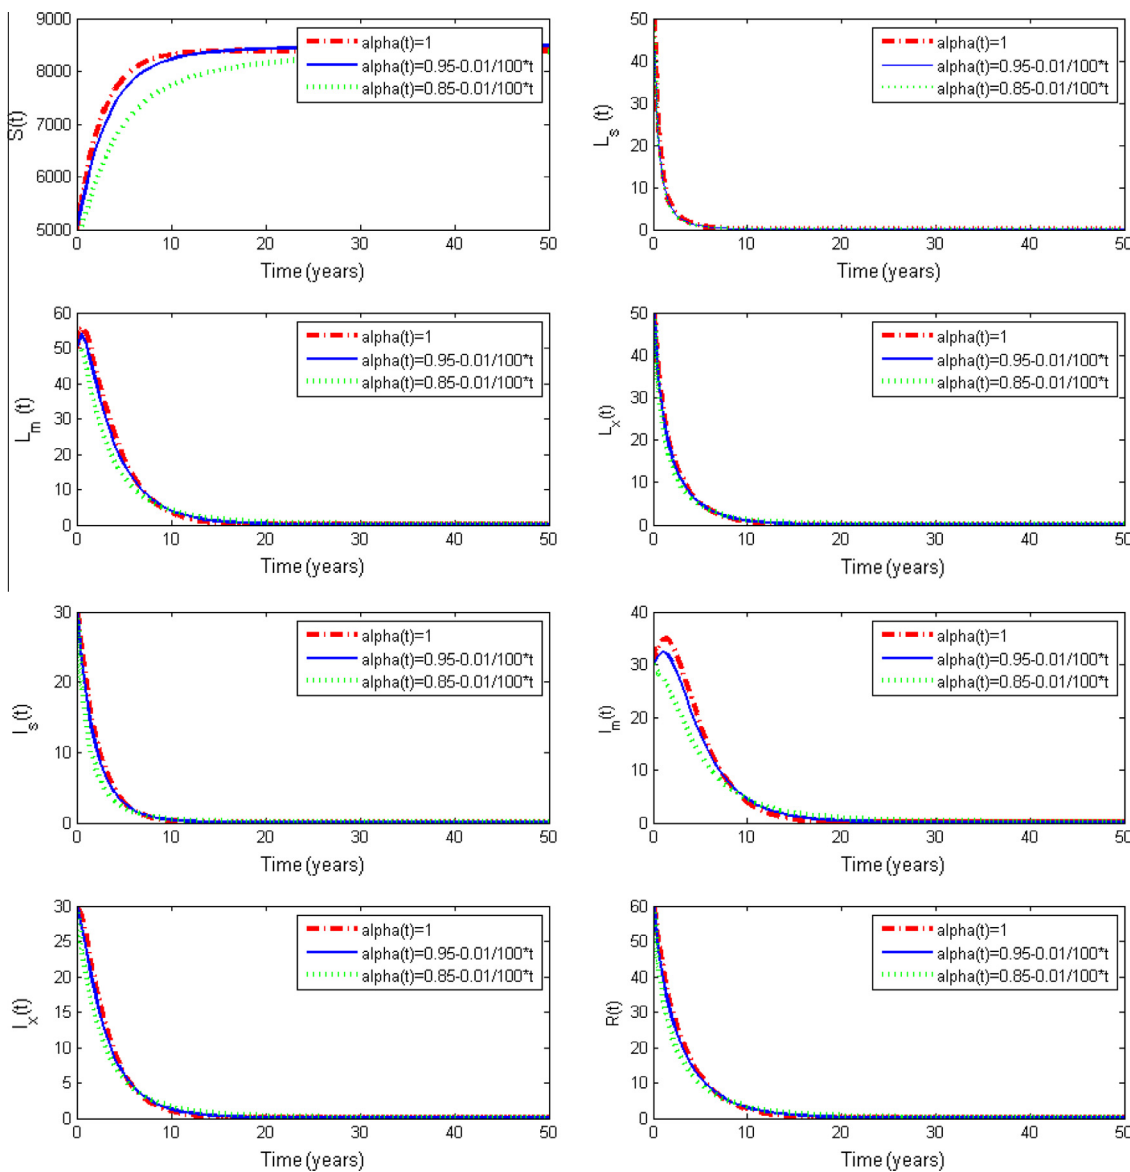 9000
8000
7000
6000
5000
S(t)
alpha(t)=1
alpha(t)=0.95-0.01/100*t
alpha(t)=0.85-0.01/100*t
0 10 20 30 40 50
Time (years)
50
40
30
20
10
0
L_s (t)
alpha(t)=1
alpha(t)=0.95-0.01/100*t
alpha(t)=0.85-0.01/100*t
0 10 20 30 40 50
Time (years)
60
50
40
30
20
10
0
L_m (t)
alpha(t)=1
alpha(t)=0.95-0.01/100*t
alpha(t)=0.85-0.01/100*t
0 10 20 30 40 50
Time (years)
50
40
30
20
10
0
L_x(t)
alpha(t)=1
alpha(t)=0.95-0.01/100*t
alpha(t)=0.85-0.01/100*t
0 10 20 30 40 50
Time (years)
30
20
10
0
I_s(t)
alpha(t)=1
alpha(t)=0.95-0.01/100*t
alpha(t)=0.85-0.01/100*t
0 10 20 30 40 50
Time (years)
40
30
20
10
0
I_m(t)
alpha(t)=1
alpha(t)=0.95-0.01/100*t
alpha(t)=0.85-0.01/100*t
0 10 20 30 40 50
Time (years)
30
25
20
15
10
5
0
I_x(t)
alpha(t)=1
alpha(t)=0.95-0.01/100*t
alpha(t)=0.85-0.01/100*t
0 10 20 30 40 50
Time (years)
60
50
40
30
20
10
0
R(t)
alpha(t)=1
alpha(t)=0.95-0.01/100*t
alpha(t)=0.85-0.01/100*t
0 10 20 30 40 50
Time (years)